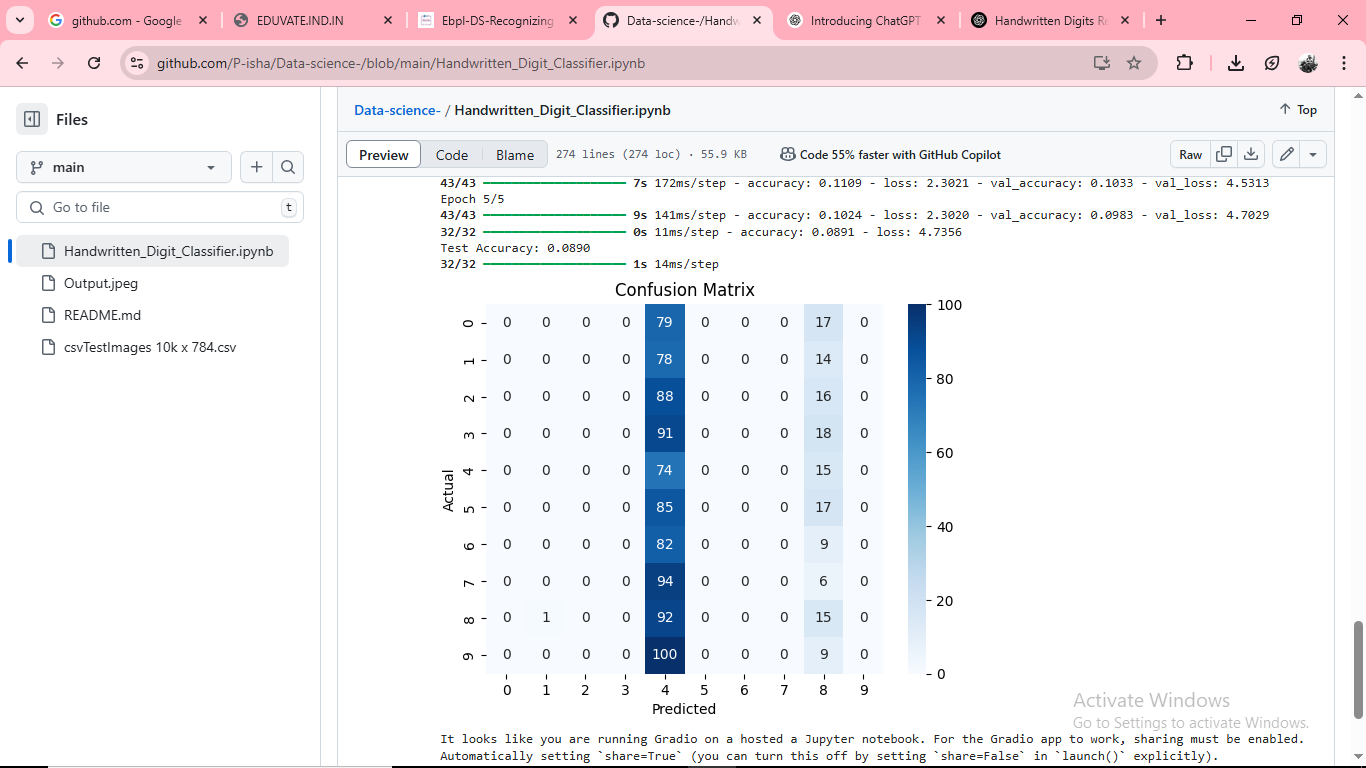 github.com - Google
EDUVATE.IND.IN
Ebpl-DS-Recognizing
Data-science-/Handw
Introducing ChatGPT
Handwritten Digits Re
github.com/P-isha/Data-science-/blob/main/Handwritten_Digit_Classifier.ipynb
Files
main
Go to file
t
Handwritten_Digit_Classifier.ipynb
Output.jpeg
README.md
csvTestImages 10k x 784.csv
Data-science- / Handwritten_Digit_Classifier.ipynb
Top
Preview Code Blame 274 lines (274 loc) · 55.9 KB Code 55% faster with GitHub Copilot Raw
43/43 ━━━━━━━━━━━━━━━━━━━━ 7s 172ms/step - accuracy: 0.1109 - loss: 2.3021 - val_accuracy: 0.1033 - val_loss: 4.5313
Epoch 5/5
43/43 ━━━━━━━━━━━━━━━━━━━━ 9s 141ms/step - accuracy: 0.1024 - loss: 2.3020 - val_accuracy: 0.0983 - val_loss: 4.7029
32/32 ━━━━━━━━━━━━━━━━━━━━ 0s 11ms/step - accuracy: 0.0891 - loss: 4.7356
Test Accuracy: 0.0890
32/32 ━━━━━━━━━━━━━━━━━━━━ 1s 14ms/step
Confusion Matrix
0 0 0 0 0 79 0 0 0 17 0
1 0 0 0 0 78 0 0 0 14 0
2 0 0 0 0 88 0 0 0 16 0
3 0 0 0 0 91 0 0 0 18 0
4 0 0 0 0 74 0 0 0 15 0
5 0 0 0 0 85 0 0 0 17 0
6 0 0 0 0 82 0 0 0 9 0
7 0 0 0 0 94 0 0 0 6 0
8 0 1 0 0 92 0 0 0 15 0
9 0 0 0 0 100 0 0 0 9 0
0 1 2 3 4 5 6 7 8 9
Actual
Predicted
100
80
60
40
20
0
It looks like you are running Gradio on a hosted a Jupyter notebook. For the Gradio app to work, sharing must be enabled.
Automatically setting `share=True` (you can turn this off by setting `share=False` in `launch()` explicitly).
Activate Windows
Go to Settings to activate Windows.